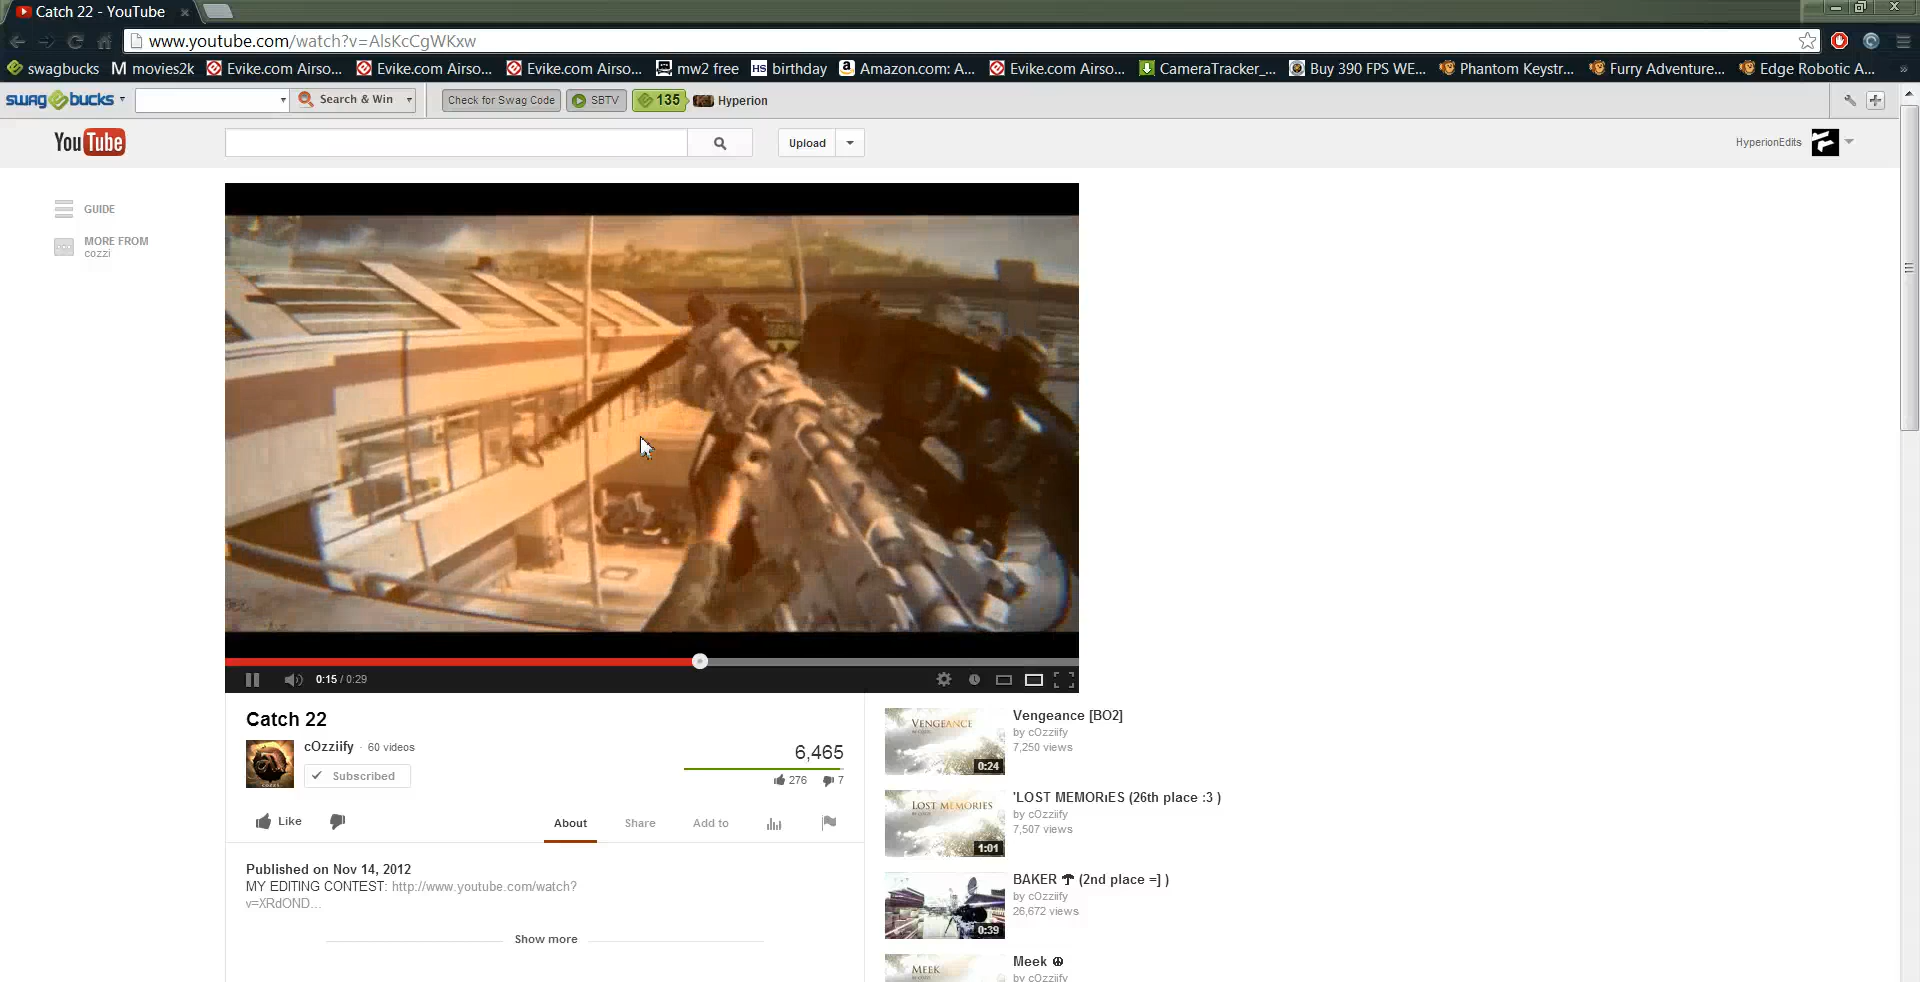 Catch 22 - YouTube
www.youtube.com/watch?v=AlsKcCgWKxw
swagbucks M movies2k Evike.com Airso... Evike.com Airso... Evike.com Airso... mw2 free HS birthday a Amazon.com: A... Evike.com Airso... CameraTracker_... Buy 390 FPS WE... Phantom Keystr... Furry Adventure... Edge Robotic A... »
swagbucks Search & Win Check for Swag Code SBTV 135 Hyperion
YouTube Upload HyperionEdits
GUIDE
MORE FROM
cozzi
0:15 / 0:29
Catch 22
cOzziify · 60 videos
Subscribed
6,465
276 7
Like
About Share Add to
Published on Nov 14, 2012
MY EDITING CONTEST: http://www.youtube.com/watch?
v=XRdOND...
Show more
VENGEANCE
0:24
Vengeance [BO2]
by cOzziify
7,250 views
LOST MEMORIES
1:01
'LOST MEMORıES (26th place :3 )
by cOzziify
7,507 views
0:39
BAKER ☂ (2nd place =] )
by cOzziify
26,672 views
MEEK
Meek ☮
by cOzziify